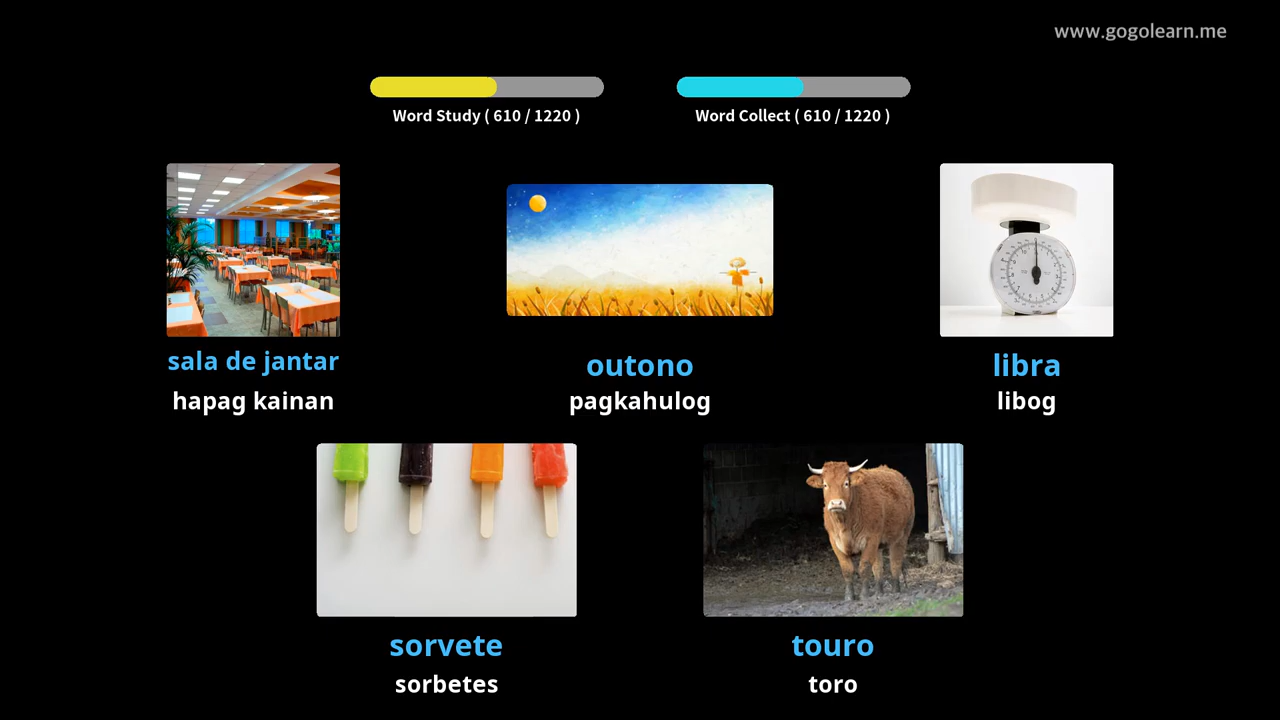 www.gogolearn.me
Word Study ( 610 / 1220 )
Word Collect ( 610 / 1220 )
sala de jantar
hapag kainan
outono
pagkahulog
libra
libog
sorvete
sorbetes
touro
toro